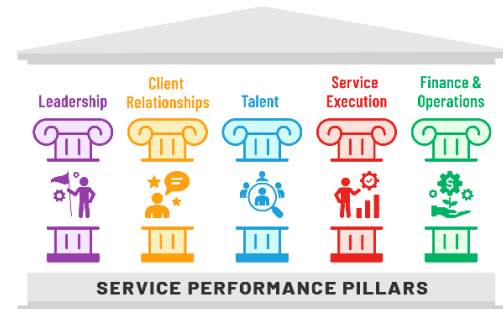 Leadership
Client
Relationships
Talent
Service
Execution
Finance &
Operations
$
SERVICE PERFORMANCE PILLARS